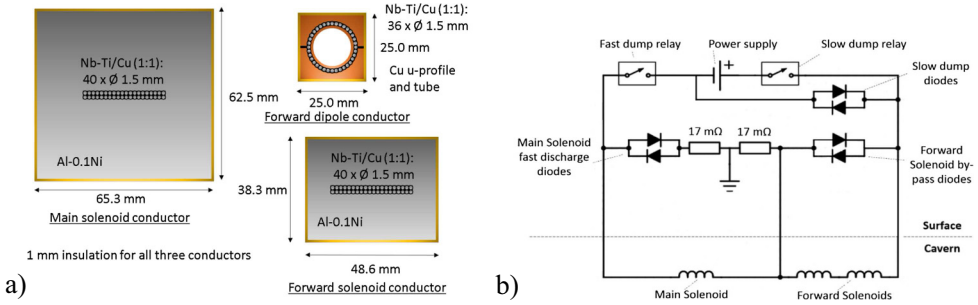 Nb-Ti/Cu (1:1):
40 x Ø 1.5 mm
Al-0.1Ni
62.5 mm
65.3 mm
Main solenoid conductor
Nb-Ti/Cu (1:1):
36 x Ø 1.5 mm
25.0 mm
Cu u-profile
and tube
25.0 mm
Forward dipole conductor
Nb-Ti/Cu (1:1):
40 x Ø 1.5 mm
38.3 mm
Al-0.1Ni
48.6 mm
Forward solenoid conductor
1 mm insulation for all three conductors
a)
Fast dump relay
Power supply
Slow dump relay
+
Slow dump
diodes
Main Solenoid
fast discharge
diodes
17 mΩ
17 mΩ
Forward
Solenoid by-
pass diodes
Surface
Cavern
Main Solenoid
Forward Solenoids
b)